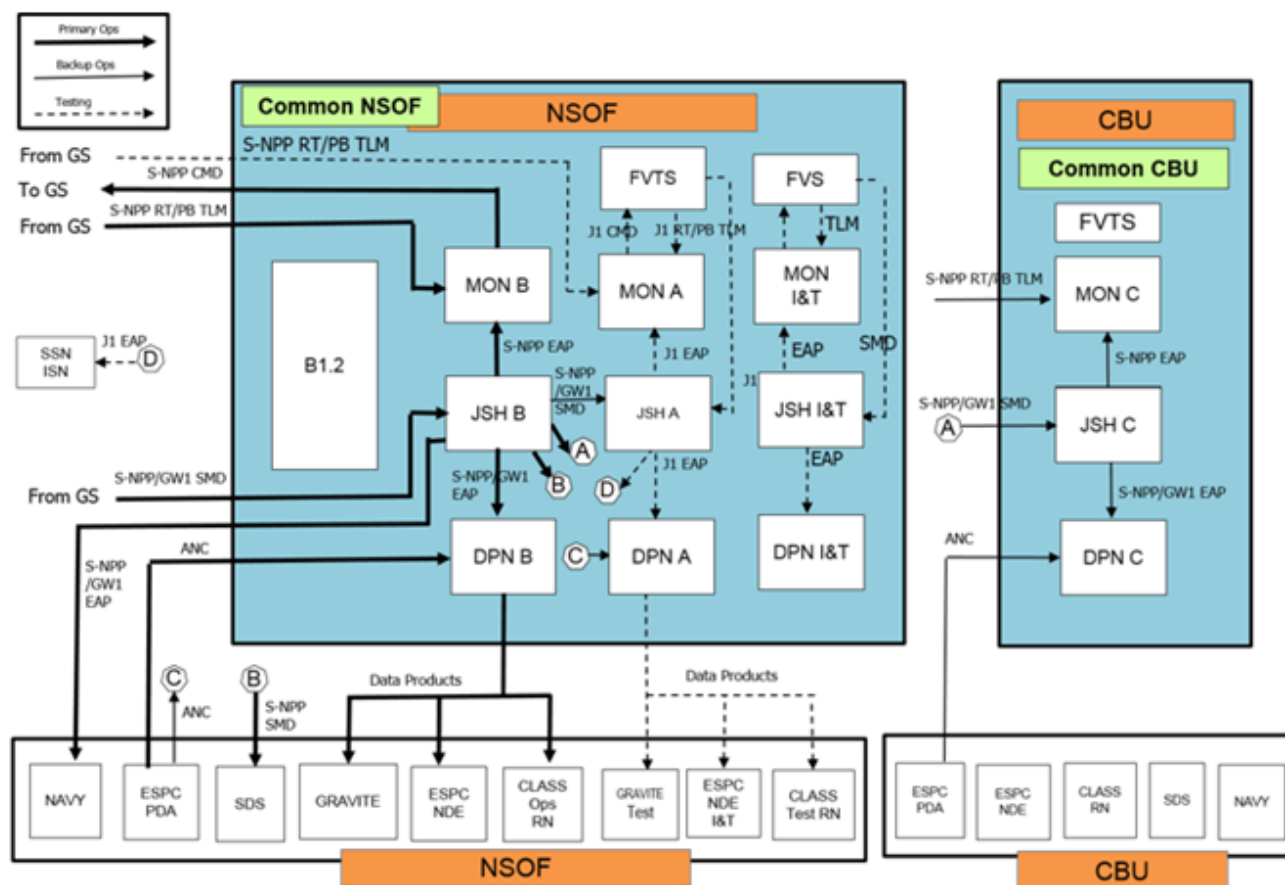 Primary Ops
Backup Ops
Testing
Common NSOF
NSOF
S-NPP RT/PB TLM
From GS
To GS
From GS
S-NPP CMD
S-NPP RT/PB TLM
FVTS
FVS
J1 CMD
J1 RT/PB TLM
TLM
MON B
MON A
MON
I&T
B1.2
S-NPP EAP
J1 EAP
EAP
SMD
SSN
ISN
J1 EAP
D
S-NPP
/GW1
SMD
J1
JSH B
JSH A
JSH I&T
A
B
D
S-NPP/GW1
EAP
J1 EAP
EAP
From GS
S-NPP/GW1 SMD
ANC
S-NPP
/GW1
EAP
DPN B
C
DPN A
DPN I&T
C
ANC
B
S-NPP
SMD
Data Products
Data Products
NAVY
ESPC
PDA
SDS
GRAVITE
ESPC
NDE
CLASS
Ops
RN
GRAVITE
Test
ESPC
NDE
I&T
CLASS
Test RN
NSOF
CBU
Common CBU
FVTS
S-NPP RT/PB TLM
MON C
S-NPP EAP
S-NPP/GW1 SMD
A
JSH C
S-NPP/GW1 EAP
ANC
DPN C
ESPC
PDA
ESPC
NDE
CLASS
RN
SDS
NAVY
CBU